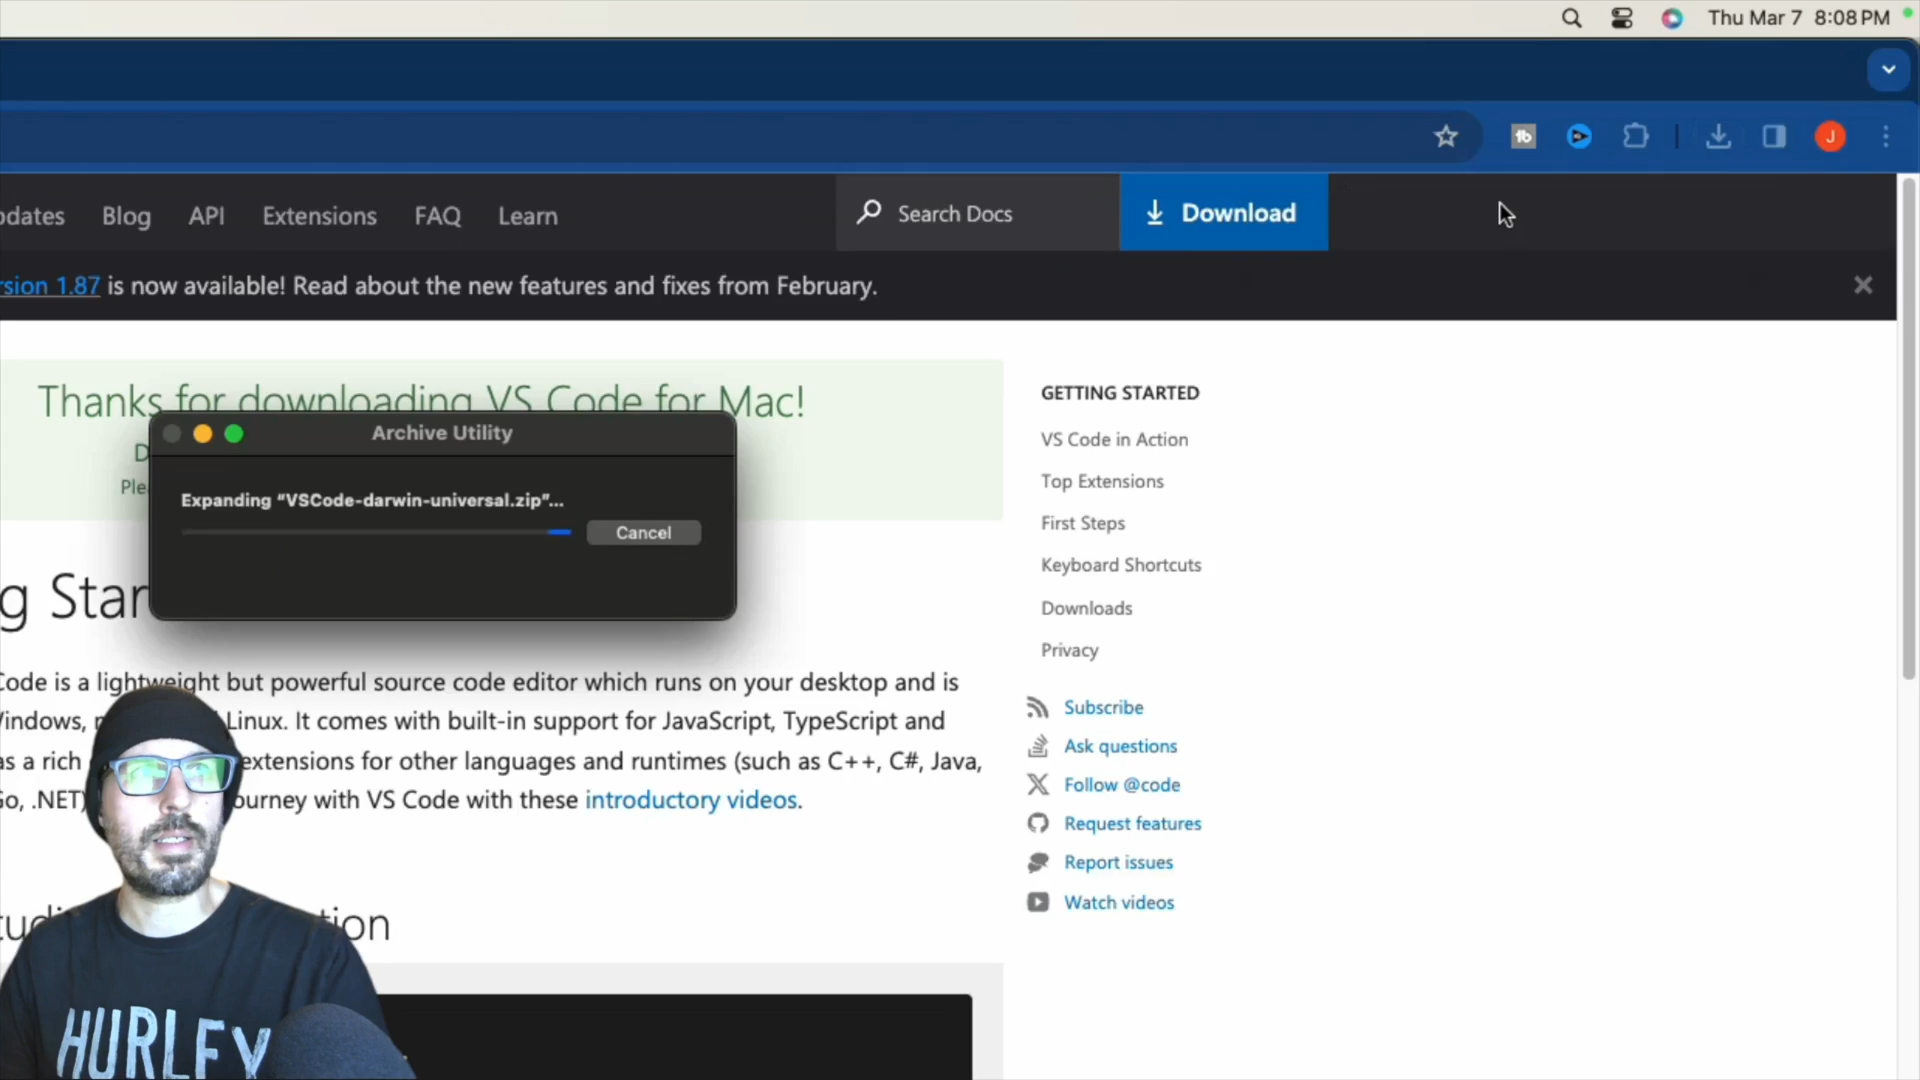 Thu Mar 7 8:08 PM
tb
J
Blog API Extensions FAQ Learn
Search Docs
Download
1.87 is now available! Read about the new features and fixes from February.
Thanks for downloading VS Code for Mac!
Archive Utility
Expanding “VSCode-darwin-universal.zip”...
Cancel
Code is a lightweight but powerful source code editor which runs on your desktop and is
Linux. It comes with built-in support for JavaScript, TypeScript and
as a rich extensions for other languages and runtimes (such as C++, C#, Java,
.NET) journey with VS Code with these introductory videos.
GETTING STARTED
VS Code in Action
Top Extensions
First Steps
Keyboard Shortcuts
Downloads
Privacy
Subscribe
Ask questions
Follow @code
Request features
Report issues
Watch videos
HURLEY